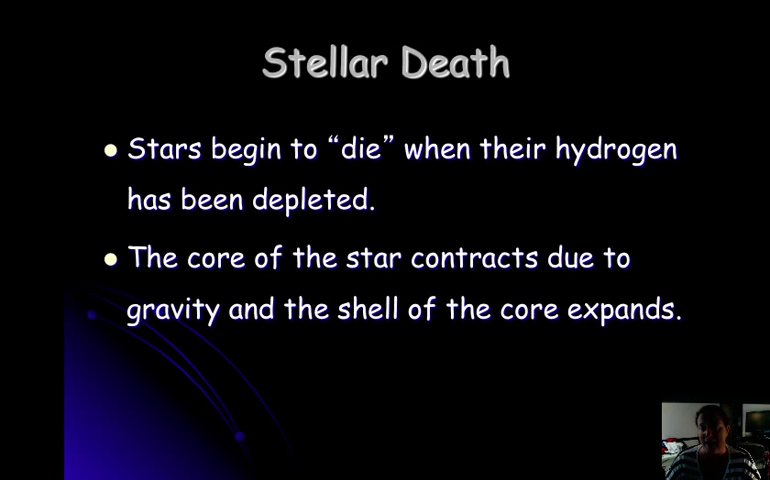 Stellar Death
Stars begin to “die” when their hydrogen
has been depleted.
The core of the star contracts due to
gravity and the shell of the core expands.